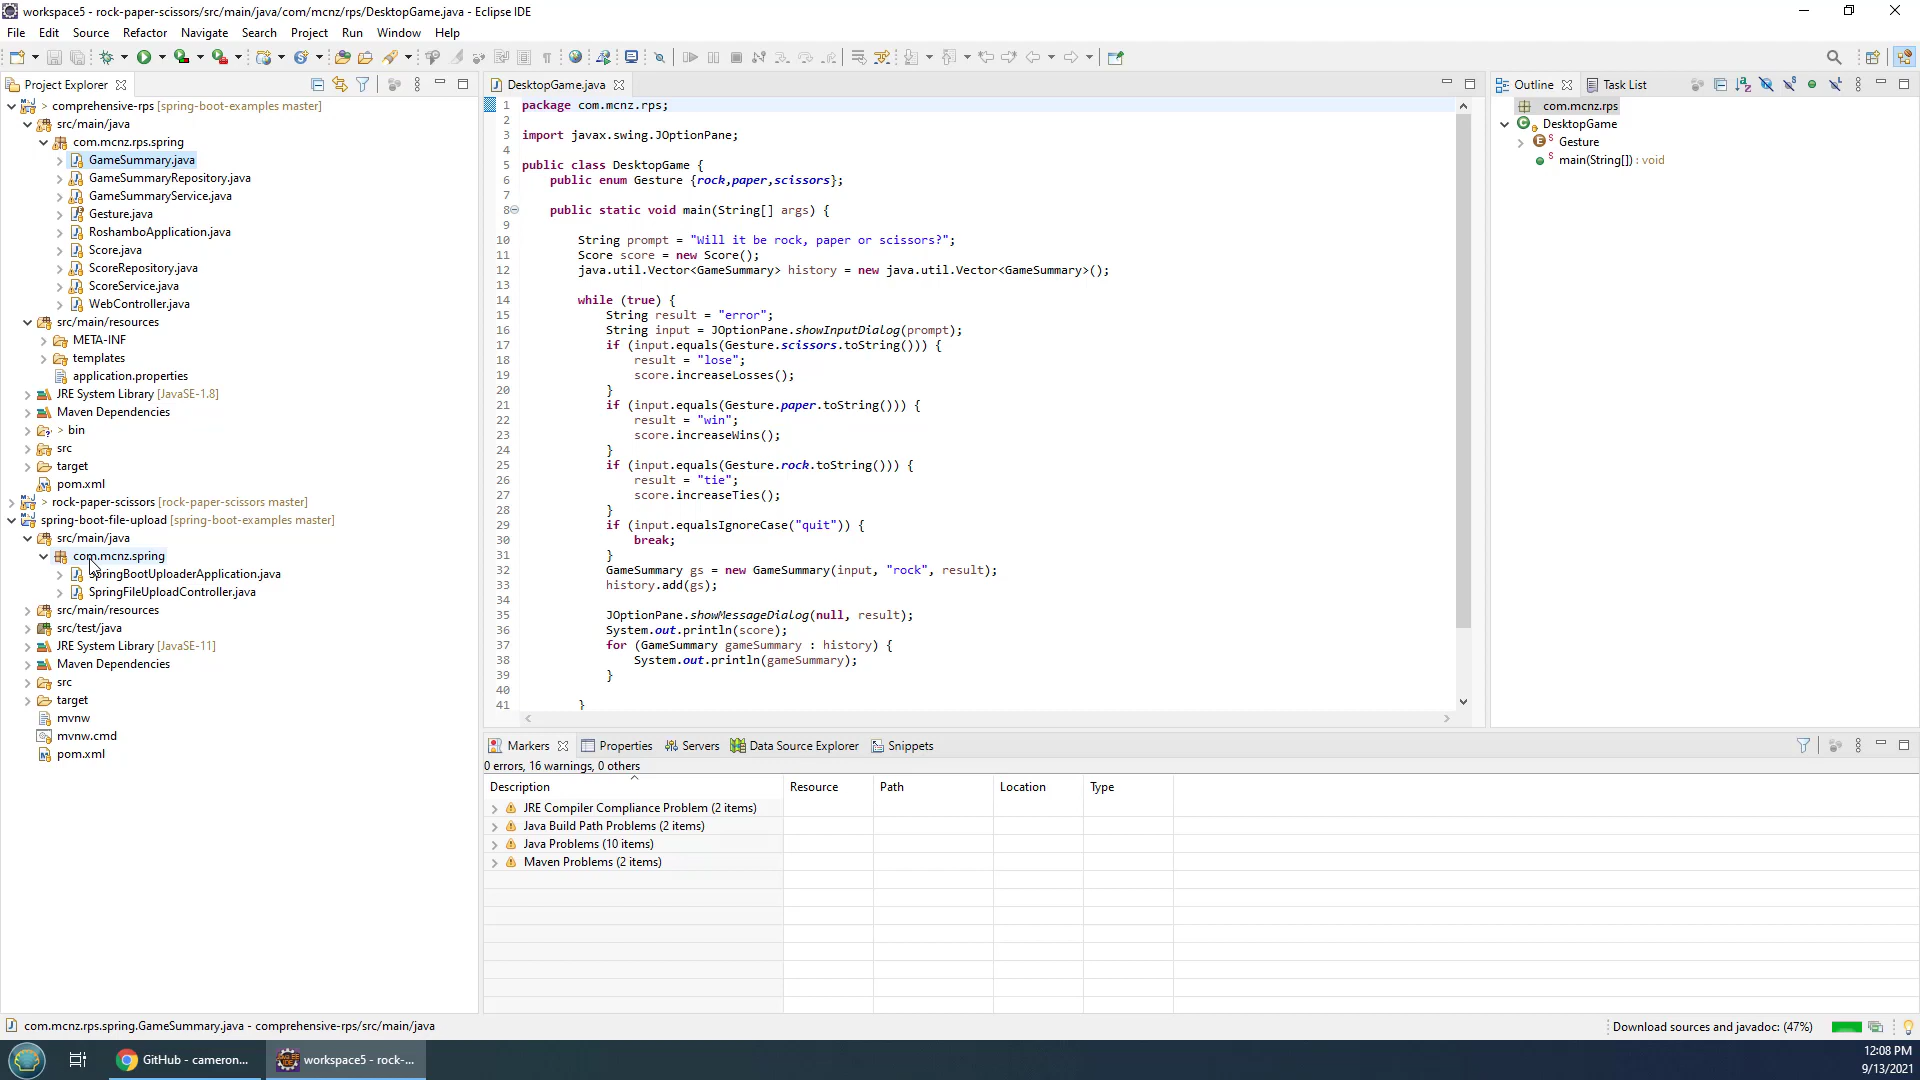 workspace5 - rock-paper-scissors/src/main/java/com/mcnz/rps/DesktopGame.java - Eclipse IDE
File Edit Source Refactor Navigate Search Project Run Window Help
Project Explorer
comprehensive-rps [spring-boot-examples master]
src/main/java
com.mcnz.rps.spring
GameSummary.java
GameSummaryRepository.java
GameSummaryService.java
Gesture.java
RoshamboApplication.java
Score.java
ScoreRepository.java
ScoreService.java
WebController.java
src/main/resources
META-INF
templates
application.properties
JRE System Library [JavaSE-1.8]
Maven Dependencies
> bin
src
target
pom.xml
> rock-paper-scissors [rock-paper-scissors master]
spring-boot-file-upload [spring-boot-examples master]
src/main/java
com.mcnz.spring
SpringBootUploaderApplication.java
SpringFileUploadController.java
src/main/resources
src/test/java
JRE System Library [JavaSE-11]
Maven Dependencies
src
target
mvnw
mvnw.cmd
pom.xml
DesktopGame.java
1 package com.mcnz.rps;
2
3 import javax.swing.JOptionPane;
4
5 public class DesktopGame {
6 public enum Gesture {rock,paper,scissors};
7
8 public static void main(String[] args) {
9
10 String prompt = "Will it be rock, paper or scissors?";
11 Score score = new Score();
12 java.util.Vector<GameSummary> history = new java.util.Vector<GameSummary>();
13
14 while (true) {
15 String result = "error";
16 String input = JOptionPane.showInputDialog(prompt);
17 if (input.equals(Gesture.scissors.toString())) {
18 result = "lose";
19 score.increaseLosses();
20 }
21 if (input.equals(Gesture.paper.toString())) {
22 result = "win";
23 score.increaseWins();
24 }
25 if (input.equals(Gesture.rock.toString())) {
26 result = "tie";
27 score.increaseTies();
28 }
29 if (input.equalsIgnoreCase("quit")) {
30 break;
31 }
32 GameSummary gs = new GameSummary(input, "rock", result);
33 history.add(gs);
34
35 JOptionPane.showMessageDialog(null, result);
36 System.out.println(score);
37 for (GameSummary gameSummary : history) {
38 System.out.println(gameSummary);
39 }
40
41 }
Outline Task List
com.mcnz.rps
DesktopGame
Gesture
main(String[]) : void
Markers Properties Servers Data Source Explorer Snippets
0 errors, 16 warnings, 0 others
Description Resource Path Location Type
JRE Compiler Compliance Problem (2 items)
Java Build Path Problems (2 items)
Java Problems (10 items)
Maven Problems (2 items)
com.mcnz.rps.spring.GameSummary.java - comprehensive-rps/src/main/java
Download sources and javadoc: (47%)
GitHub - cameron...
workspace5 - rock-...
12:08 PM
9/13/2021